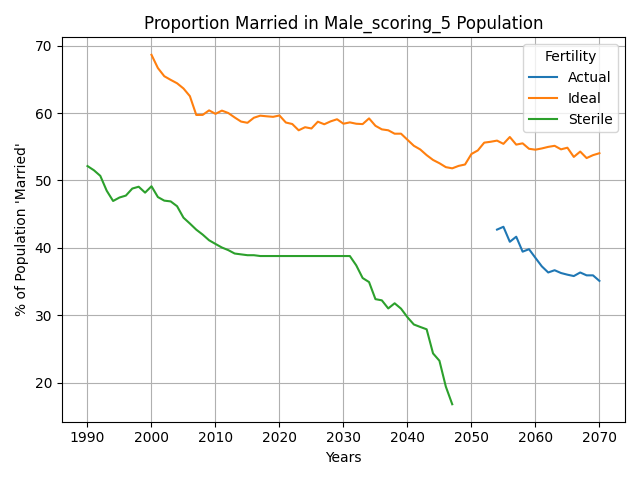 Proportion Married in Male_scoring_5 Population
% of Population 'Married'
70
60
50
40
30
20
Fertility
Actual
Ideal
Sterile
1990 2000 2010 2020 2030 2040 2050 2060 2070
Years